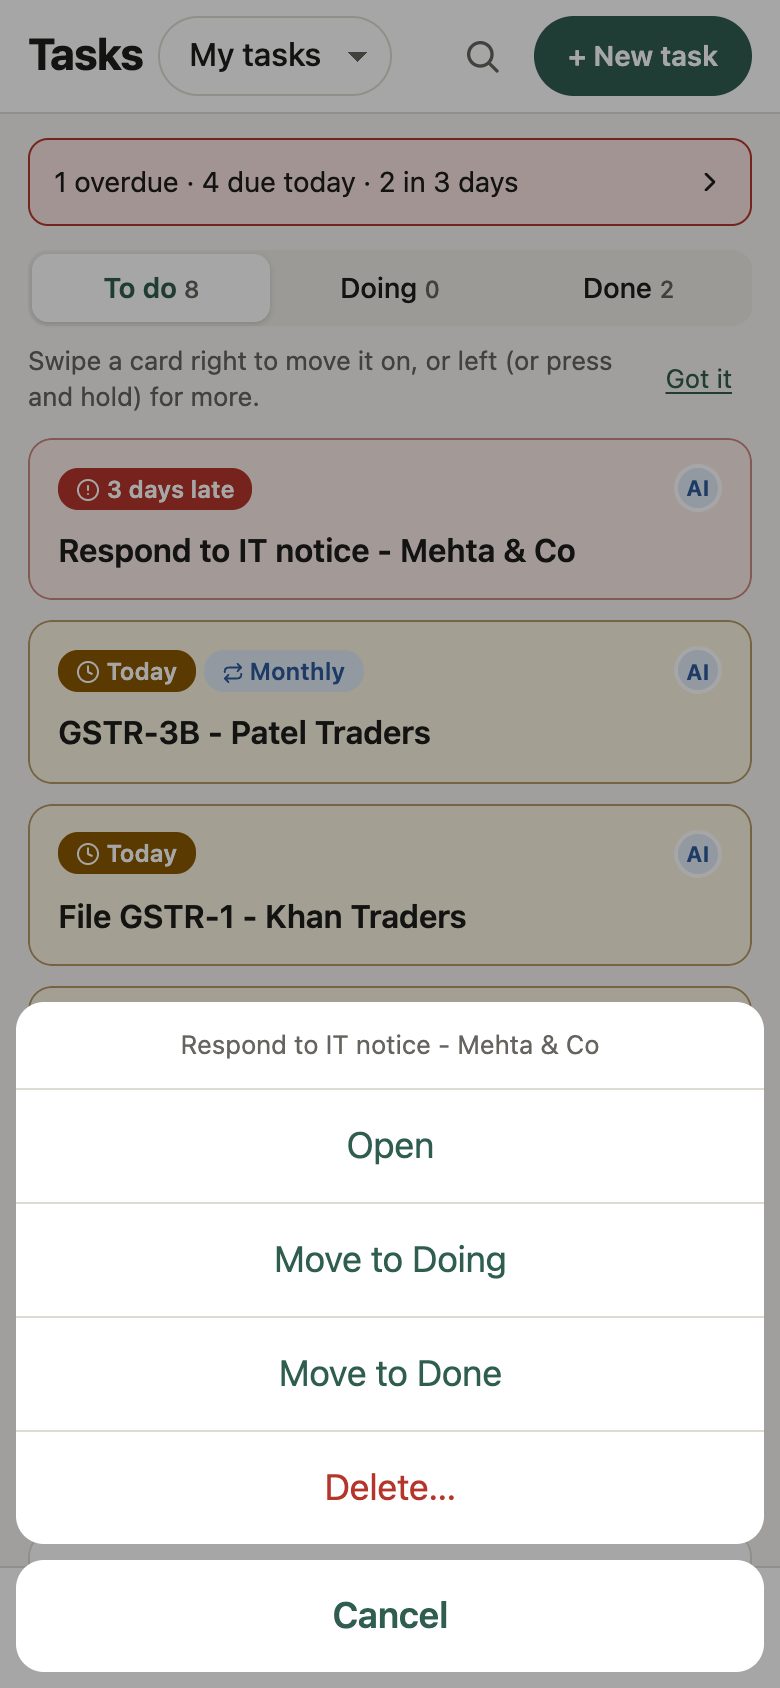 Tasks
My tasks
+ New task
1 overdue · 4 due today · 2 in 3 days
To do 8
Doing 0
Done 2
Swipe a card right to move it on, or left (or press
and hold) for more.
Got it
3 days late
AI
Respond to IT notice - Mehta & Co
Today
Monthly
AI
GSTR-3B - Patel Traders
Today
AI
File GSTR-1 - Khan Traders
Respond to IT notice - Mehta & Co
Open
Move to Doing
Move to Done
Delete...
Cancel